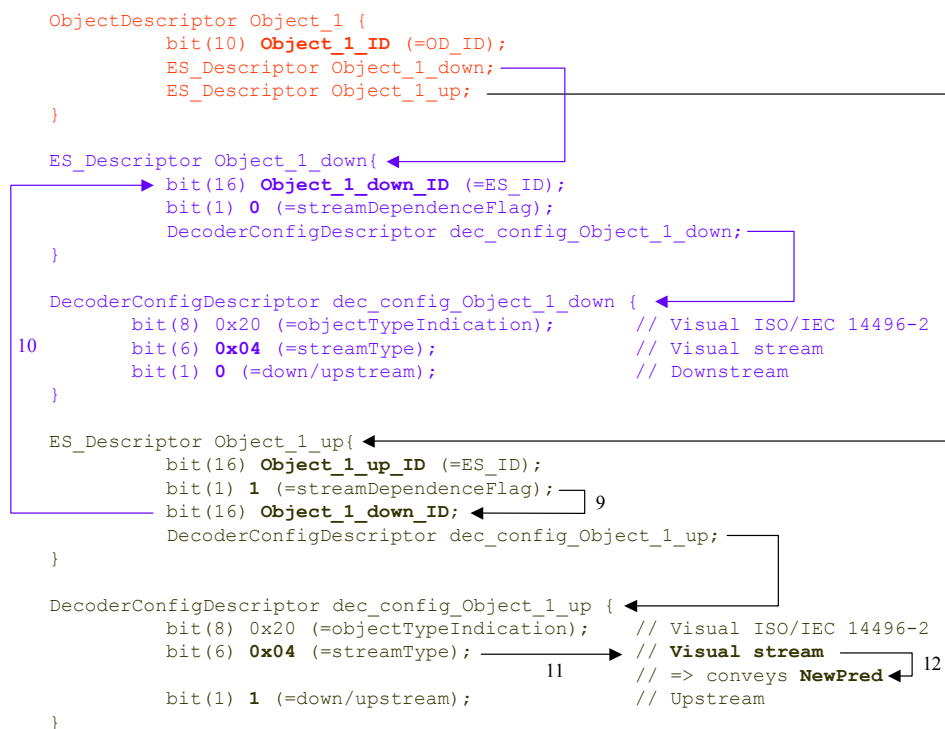 ObjectDescriptor Object_1 {
bit(10) Object_1_ID (=OD_ID);
ES_Descriptor Object_1_down;
ES_Descriptor Object_1_up;
}
ES_Descriptor Object_1_down{
bit(16) Object_1_down_ID (=ES_ID);
bit(1) 0 (=streamDependenceFlag);
DecoderConfigDescriptor dec_config_Object_1_down;
}
DecoderConfigDescriptor dec_config_Object_1_down {
bit(8) 0x20 (=objectTypeIndication); // Visual ISO/IEC 14496-2
10 bit(6) 0x04 (=streamType); // Visual stream
bit(1) 0 (=down/upstream); // Downstream
}
ES_Descriptor Object_1_up{
bit(16) Object_1_up_ID (=ES_ID);
bit(1) 1 (=streamDependenceFlag); 9
bit(16) Object_1_down_ID;
DecoderConfigDescriptor dec_config_Object_1_up;
}
DecoderConfigDescriptor dec_config_Object_1_up {
bit(8) 0x20 (=objectTypeIndication); // Visual ISO/IEC 14496-2
bit(6) 0x04 (=streamType); 11 // Visual stream 12
// => conveys NewPred
bit(1) 1 (=down/upstream); // Upstream
}